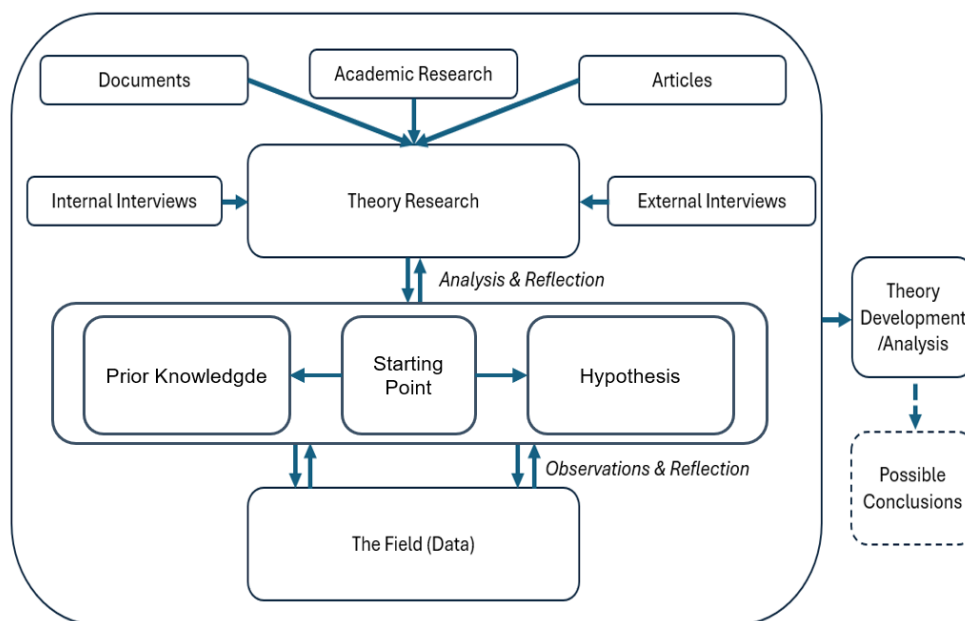 Documents
Academic Research
Articles
Internal Interviews
Theory Research
External Interviews
Analysis & Reflection
Prior Knowledgde
Starting
Point
Hypothesis
Observations & Reflection
The Field (Data)
Theory
Development
/Analysis
Possible
Conclusions